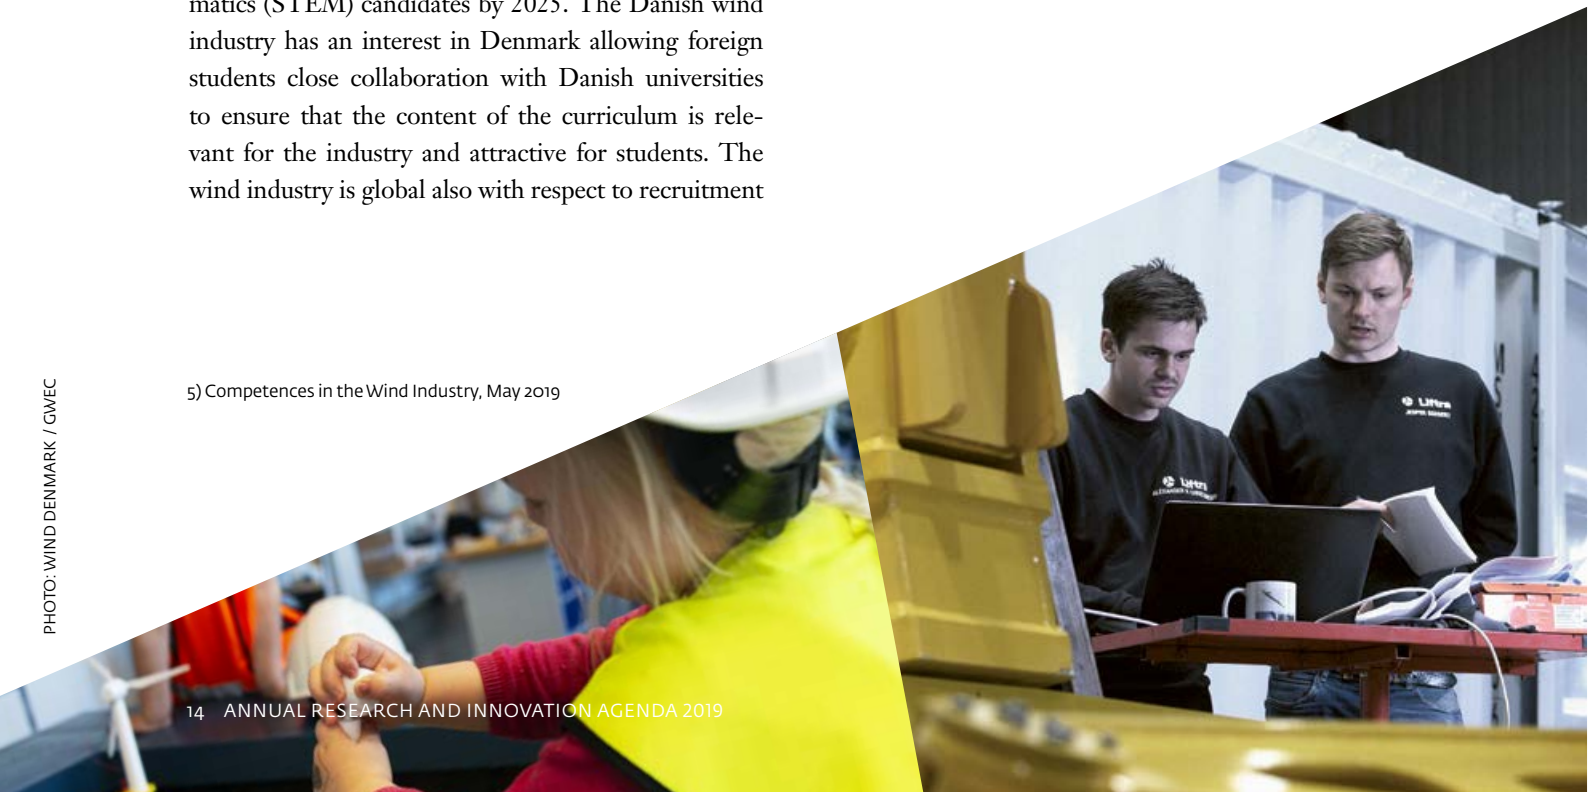 matics (STEM) candidates by 2025. The Danish wind
industry has an interest in Denmark allowing foreign
students close collaboration with Danish universities
to ensure that the content of the curriculum is rele-
vant for the industry and attractive for students. The
wind industry is global also with respect to recruitment
5) Competences in the Wind Industry, May 2019
PHOTO: WIND DENMARK / GWEC
Liftra
Liftra
14 ANNUAL RESEARCH AND INNOVATION AGENDA 2019